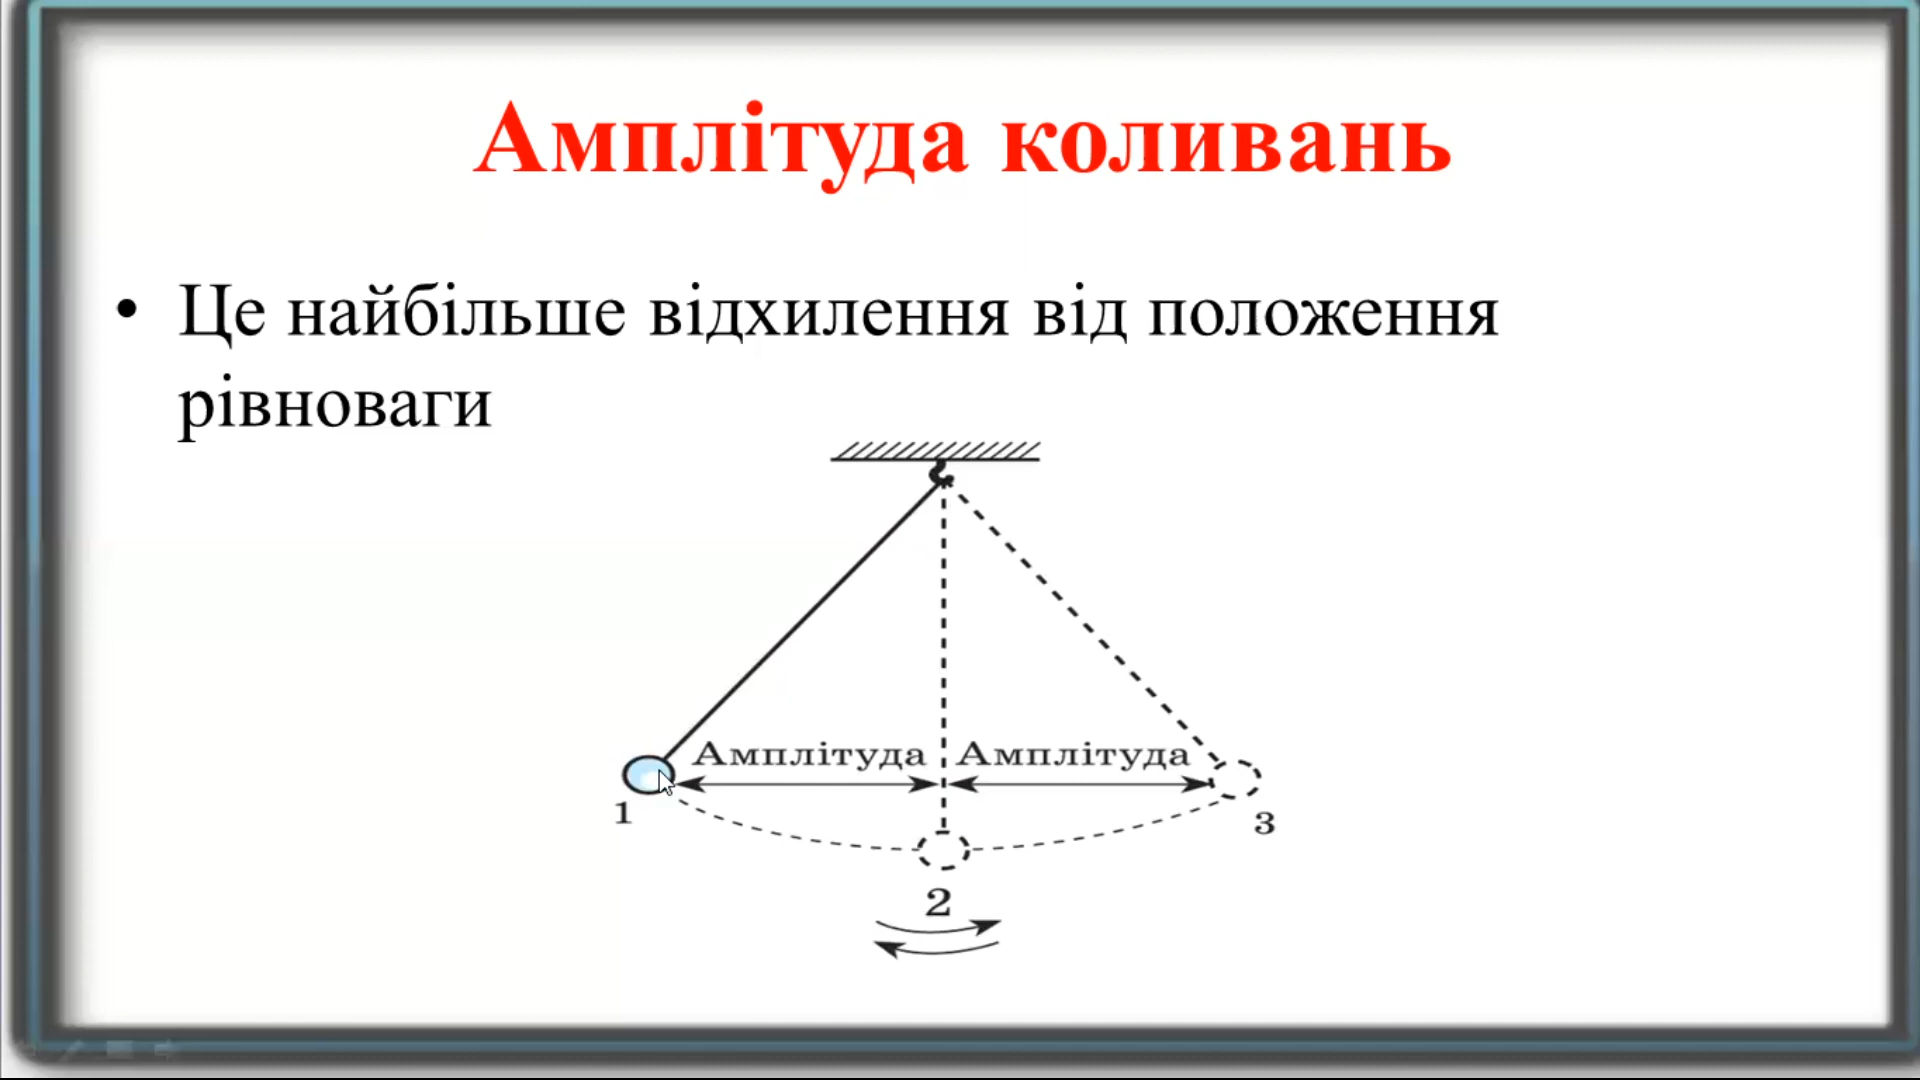 Амплітуда коливань
• Це найбільше відхилення від положення
рівноваги
Амплітуда Амплітуда
1
3
2